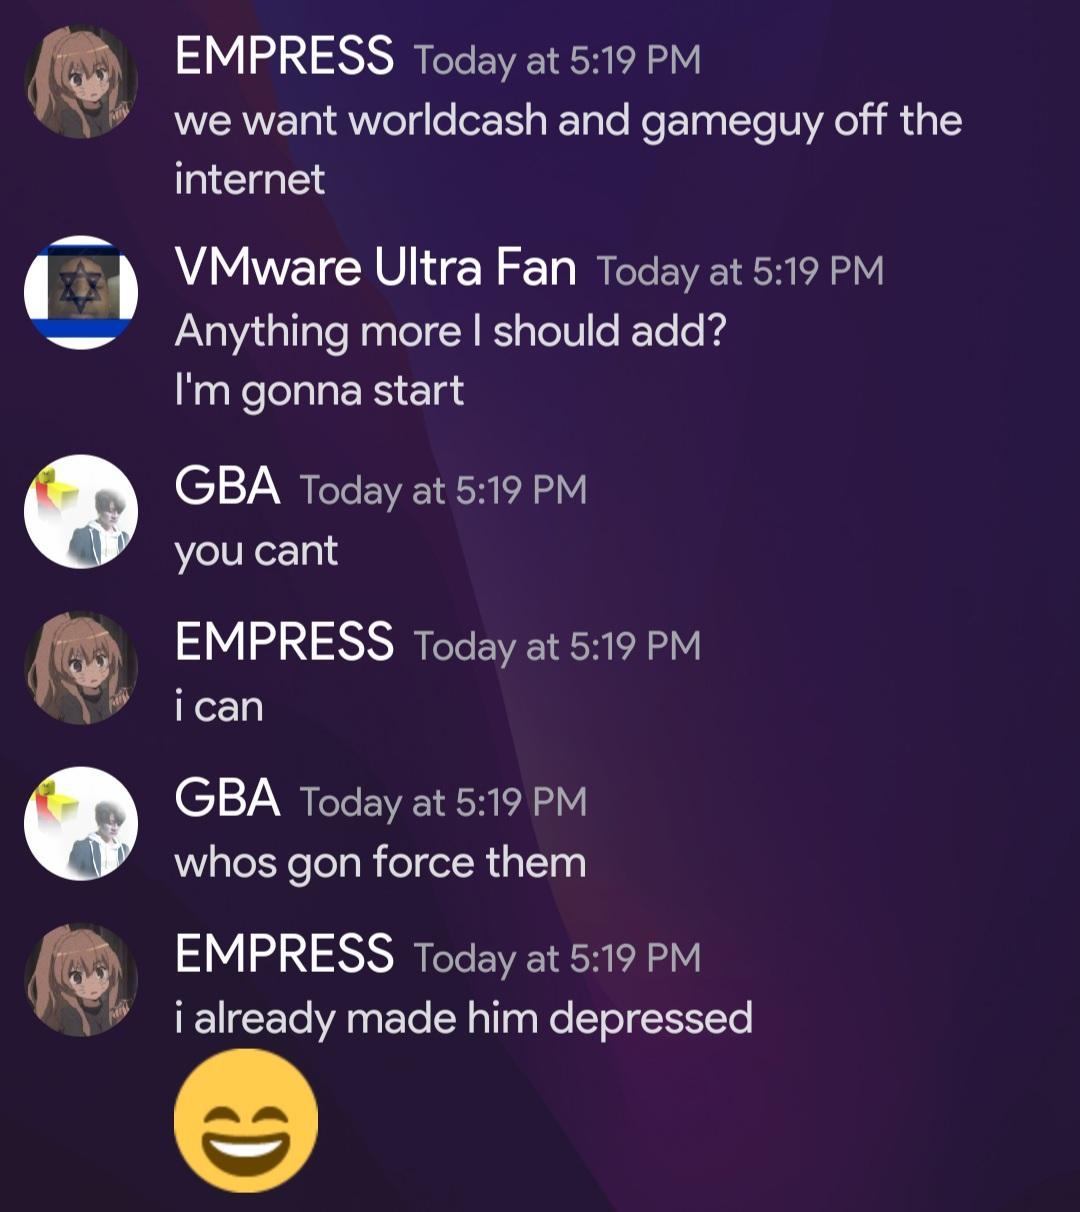 EMPRESS Today at 5:19 PM
we want worldcash and gameguy off the
internet
VMware Ultra Fan Today at 5:19 PM
Anything more I should add?
I'm gonna start
GBA Today at 5:19 PM
you cant
EMPRESS Today at 5:19 PM
i can
GBA Today at 5:19 PM
whos gon force them
EMPRESS Today at 5:19 PM
i already made him depressed